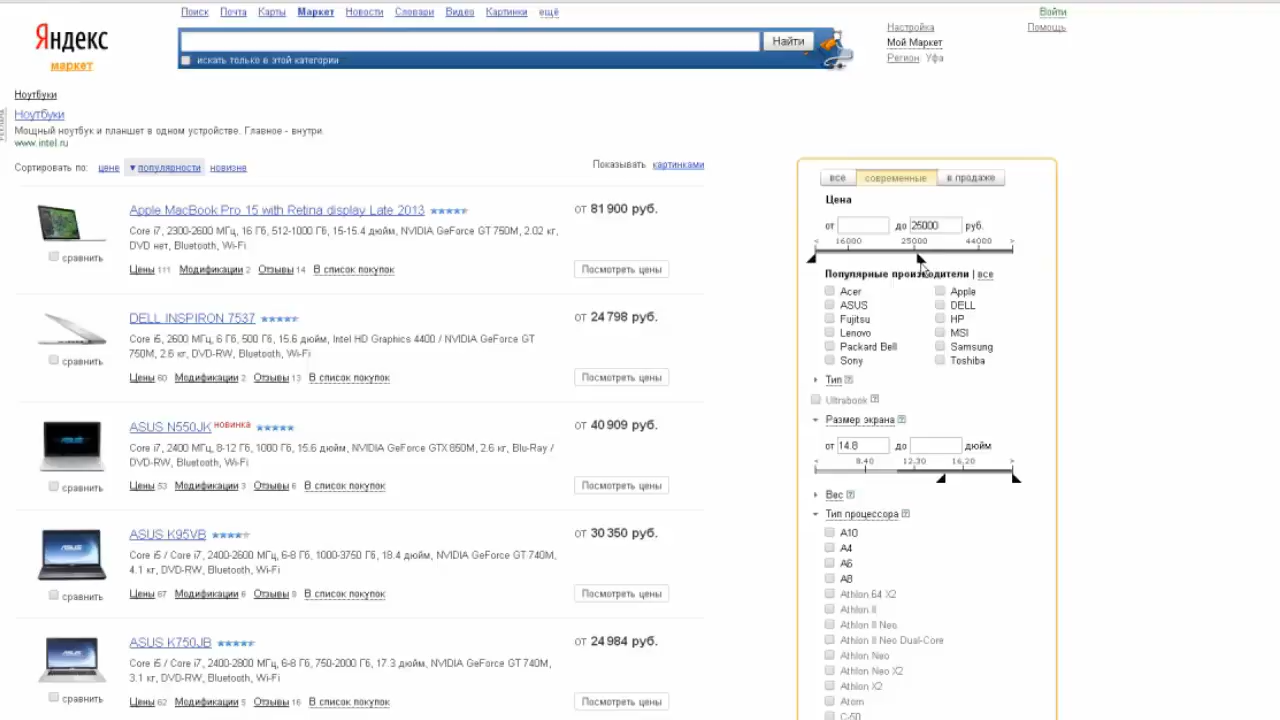 Поиск Почта Карты Маркет Новости Словари Видео Картинки ещё
Войти
Яндекс
маркет
Найти
искать только в этой категории
Настройка
Мой Маркет
Регион: Уфа
Помощь
Ноутбуки
Ноутбуки
Мощный ноутбук и планшет в одном устройстве. Главное - внутри.
www.intel.ru
Сортировать по: цене ▼популярности новизне
Показывать картинками
Apple MacBook Pro 15 with Retina display Late 2013
от 81 900 руб.
Core i7, 2300-2600 МГц, 16 Гб, 512-1000 Гб, 15-15.4 дюйм, NVIDIA GeForce GT 750M, 2.02 кг,
DVD нет, Bluetooth, Wi-Fi
сравнить
Цены 111 Модификации 2 Отзывы 14 В список покупок
Посмотреть цены
DELL INSPIRON 7537
от 24 798 руб.
Core i5, 2600 МГц, 6 Гб, 500 Гб, 15.6 дюйм, Intel HD Graphics 4400 / NVIDIA GeForce GT
750M, 2.6 кг, DVD-RW, Bluetooth, Wi-Fi
сравнить
Цены 60 Модификации 2 Отзывы 13 В список покупок
Посмотреть цены
ASUS N550JK новинка
от 40 909 руб.
Core i7, 2400 МГц, 8-12 Гб, 1000 Гб, 15.6 дюйм, NVIDIA GeForce GTX 850M, 2.6 кг, Blu-Ray /
DVD-RW, Bluetooth, Wi-Fi
сравнить
Цены 53 Модификации 3 Отзывы 6 В список покупок
Посмотреть цены
ASUS K95VB
от 30 350 руб.
Core i5 / Core i7, 2400-2600 МГц, 6-8 Гб, 1000-3750 Гб, 18.4 дюйм, NVIDIA GeForce GT 740M,
4.1 кг, DVD-RW, Bluetooth, Wi-Fi
сравнить
Цены 67 Модификации 6 Отзывы 9 В список покупок
Посмотреть цены
ASUS K750JB
от 24 984 руб.
Core i5 / Core i7, 2400-2800 МГц, 6-8 Гб, 750-2000 Гб, 17.3 дюйм, NVIDIA GeForce GT 740M,
3.1 кг, DVD-RW, Bluetooth, Wi-Fi
сравнить
Цены 62 Модификации 5 Отзывы 16 В список покупок
Посмотреть цены
все современные в продаже
Цена
от до 25000 руб.
< 16000 25000 44000 >
Популярные производители | все
Acer Apple
ASUS DELL
Fujitsu HP
Lenovo MSI
Packard Bell Samsung
Sony Toshiba
Тип
Ultrabook
Размер экрана
от 14.8 до дюйм
< 8.40 12.30 16.20 >
Вес
Тип процессора
A10
A4
A6
A8
Athlon 64 X2
Athlon II
Athlon II Neo
Athlon II Neo Dual-Core
Athlon Neo
Athlon Neo X2
Athlon X2
Atom
C-50